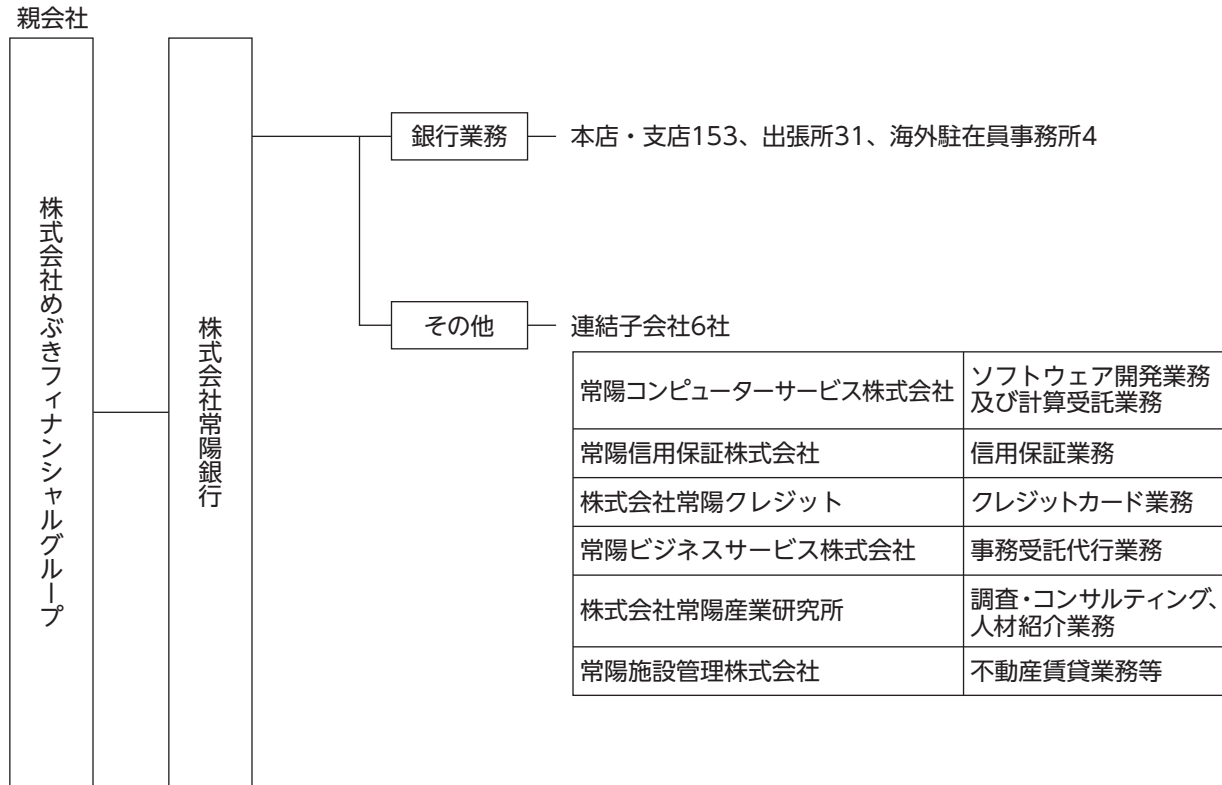 親会社
株式会社めぶきフィナンシャルグループ
株式会社常陽銀行
銀行業務
本店・支店153、出張所31、海外駐在員事務所4
その他
連結子会社6社
常陽コンピューターサービス株式会社
ソフトウェア開発業務
及び計算受託業務
常陽信用保証株式会社
信用保証業務
株式会社常陽クレジット
クレジットカード業務
常陽ビジネスサービス株式会社
事務受託代行業務
株式会社常陽産業研究所
調査・コンサルティング、
人材紹介業務
常陽施設管理株式会社
不動産賃貸業務等